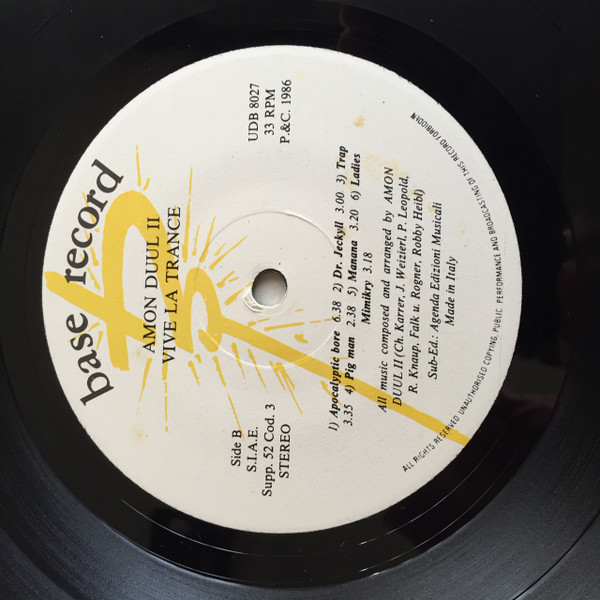 base record
AMON DUUL II
VIVE LA TRANCE
Side B
S.I.A.E.
Supp. 52 Cod. 3
STEREO
UDB 8027
33 RPM
P.&C. 1986
1) Apocalyptic bore 6.38 2) Dr. Jeckyll 3.00 3) Trap
3.35 4) Pig man 2.38 5) Manana 3.20 6) Ladies
Mimikry 3.18
All music composed and arranged by AMON
DUUL II (Ch. Karrer, J. Weizierl, P. Leopold,
R. Knaup, Falk u. Rogner, Robby Heibl)
Sub-Ed.: Agenda Edizioni Musicali
Made in Italy
ALL RIGHTS RESERVED UNAUTHORISED COPYING, PUBLIC PERFORMANCE AND BROADCASTING OF THIS RECORD FORBIDDEN